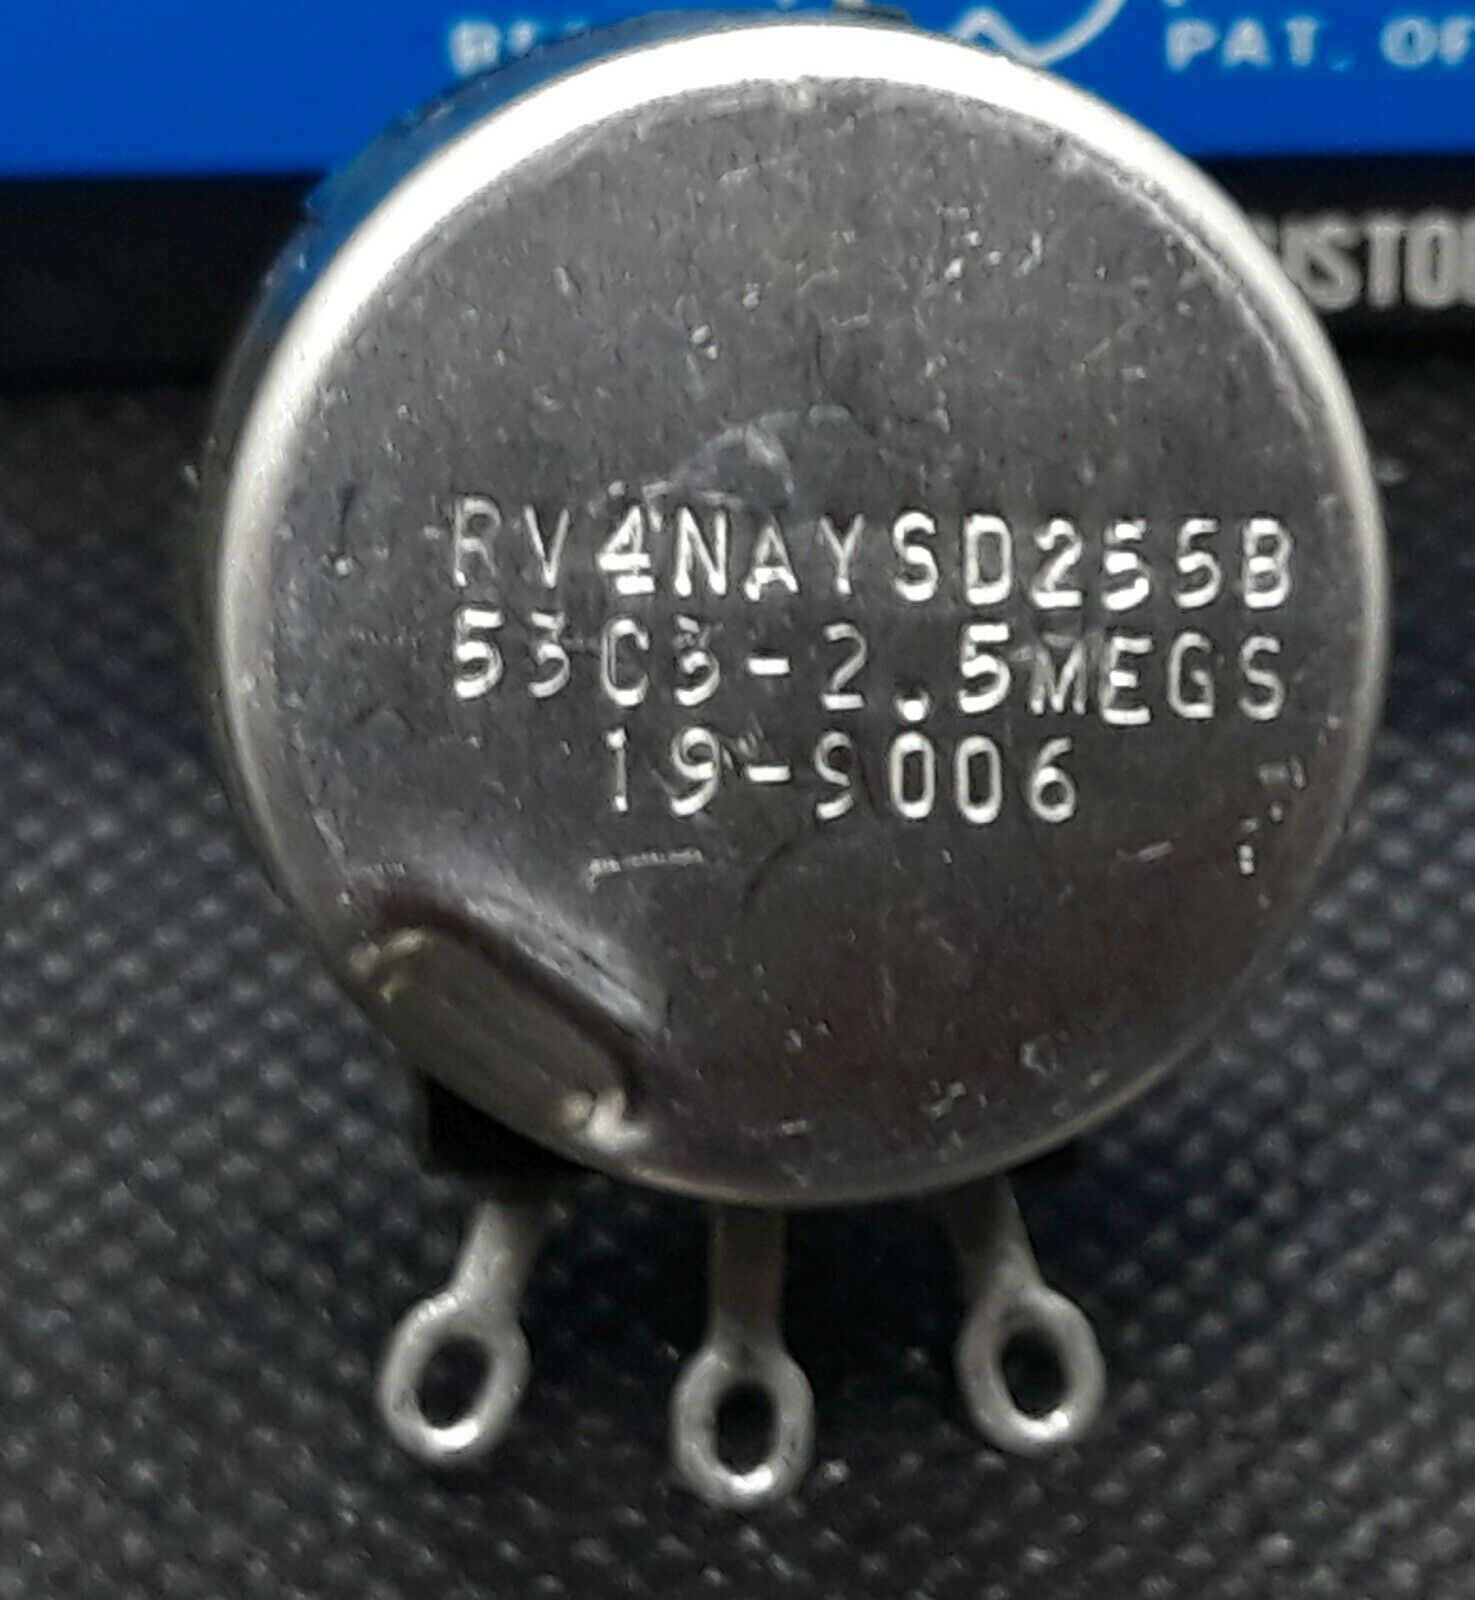 PAT. OF
RV4NAYSD255B
53C3-2.5MEGS
19-9006